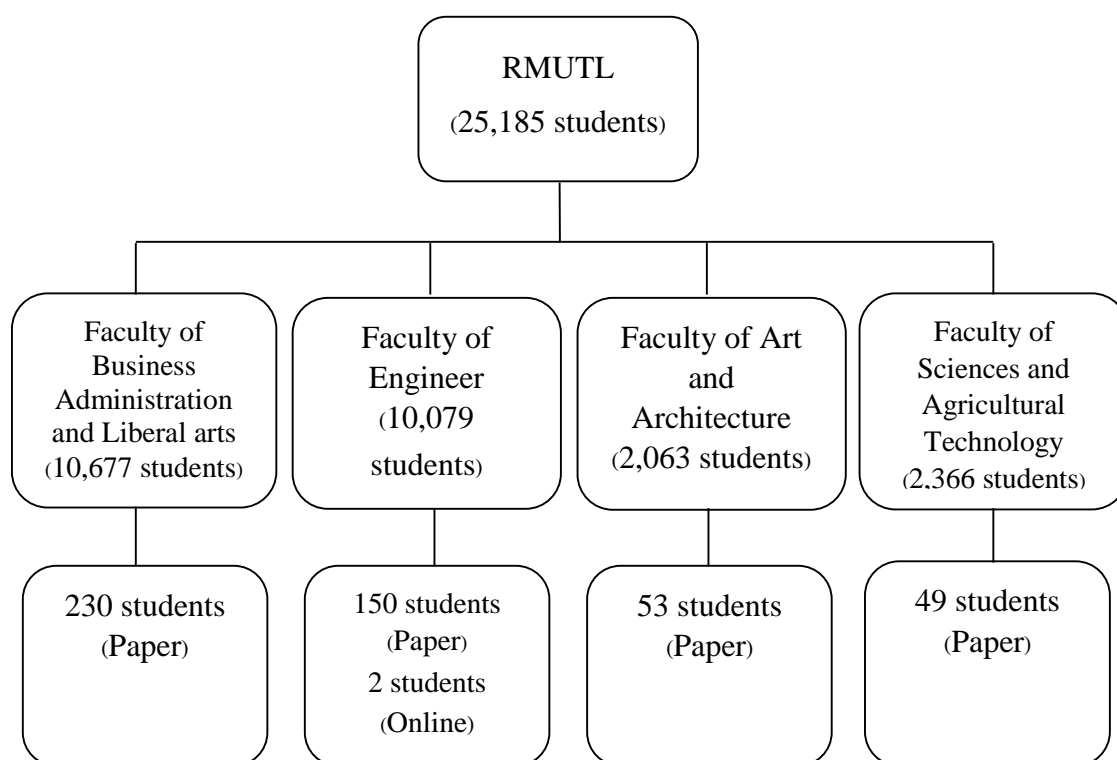 RMUTL
(25,185 students)
Faculty of
Business
Administration
and Liberal arts
(10,677 students)
Faculty of
Engineer
(10,079
students)
Faculty of Art
and
Architecture
(2,063 students)
Faculty of
Sciences and
Agricultural
Technology
(2,366 students)
230 students
(Paper)
150 students
(Paper)
2 students
(Online)
53 students
(Paper)
49 students
(Paper)